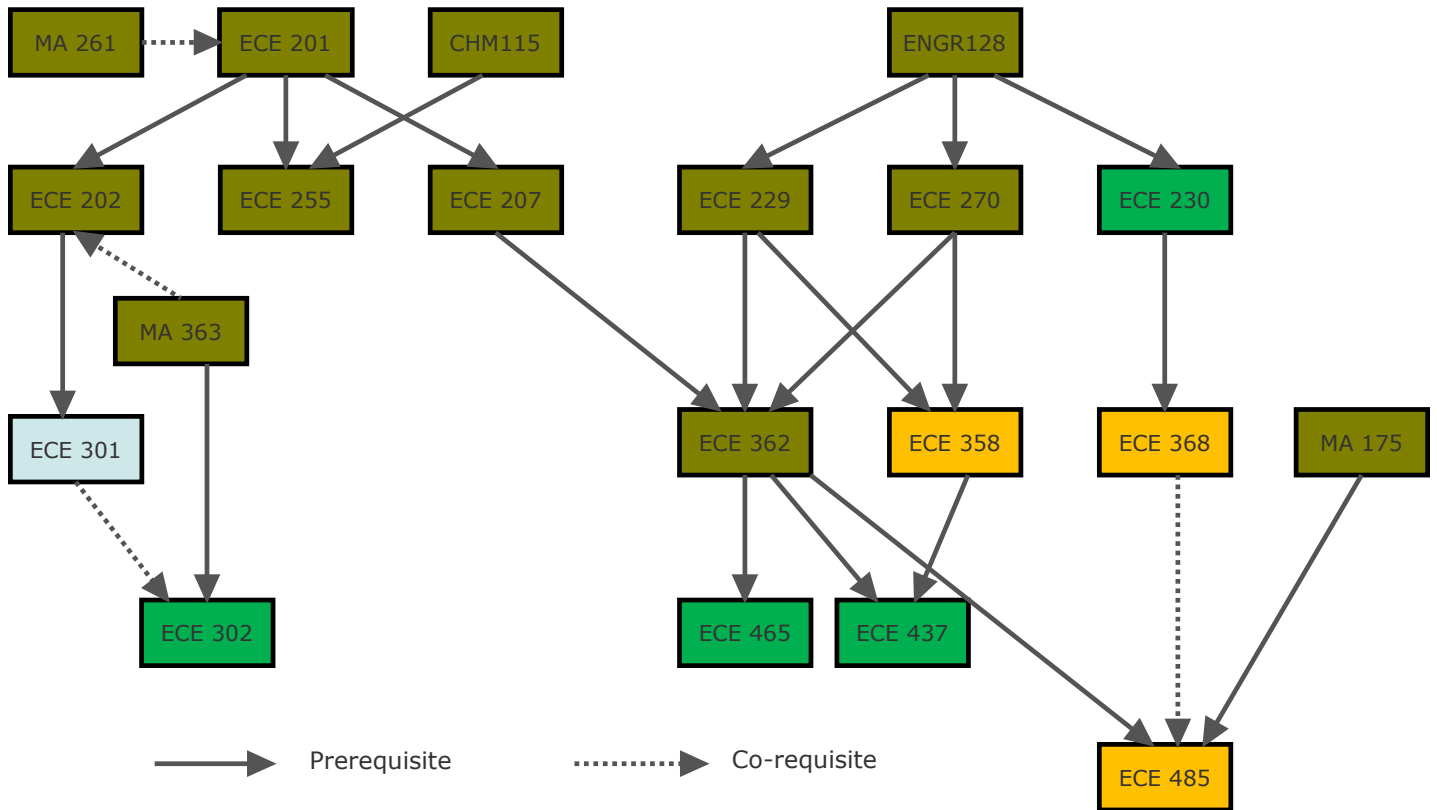 MA 261
ECE 201
CHM115
ENGR128
ECE 202
ECE 255
ECE 207
ECE 229
ECE 270
ECE 230
MA 363
ECE 301
ECE 362
ECE 358
ECE 368
MA 175
ECE 302
ECE 465
ECE 437
Prerequisite
Co-requisite
ECE 485